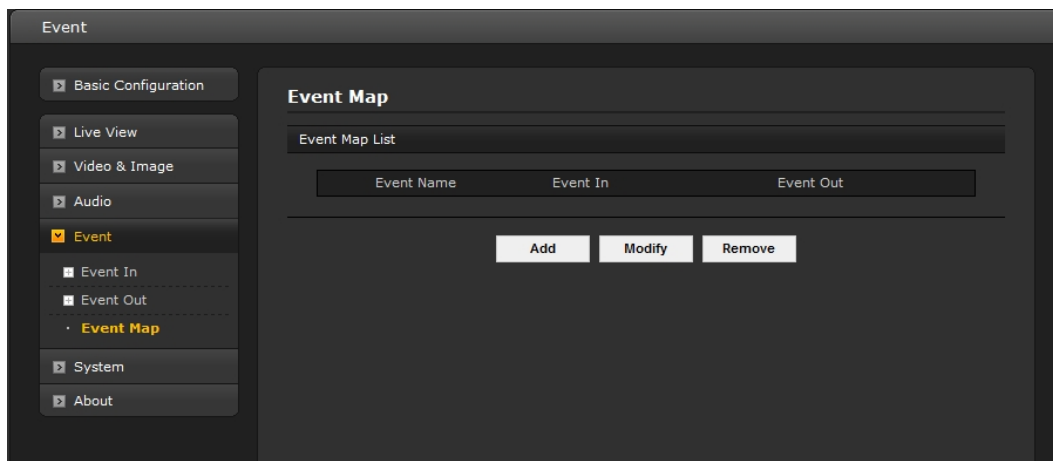 Event
Basic Configuration
Live View
Video & Image
Audio
Event
Event In
Event Out
Event Map
System
About
Event Map
Event Map List
Event Name Event In Event Out
Add Modify Remove